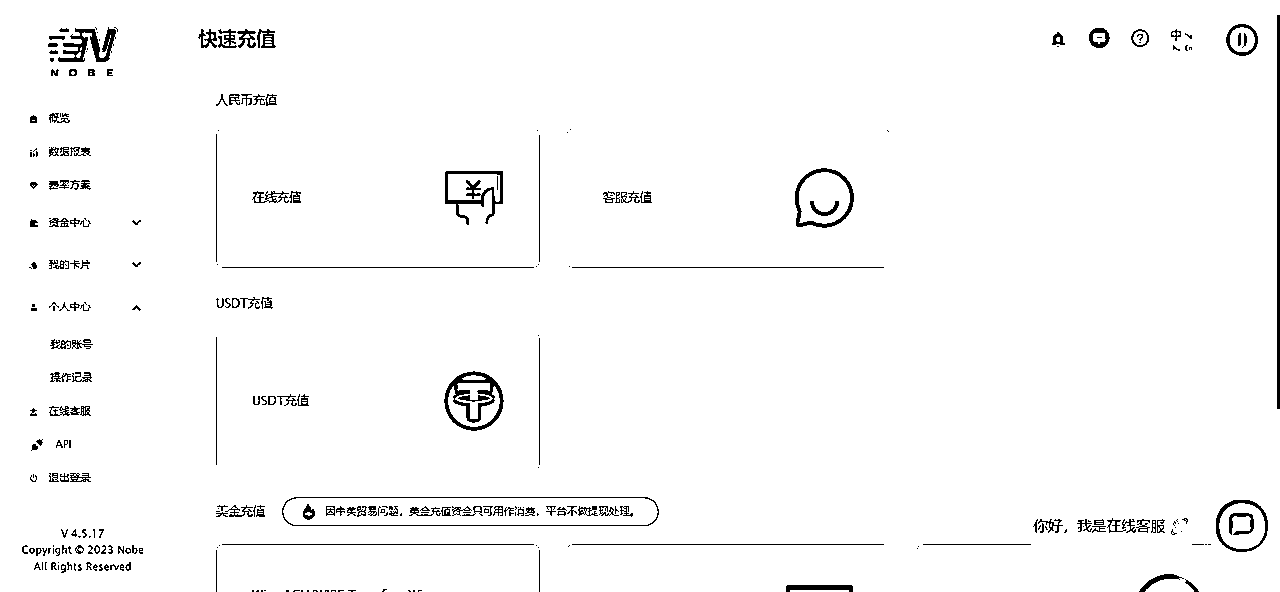 NOBE
快速充值
人民币充值
概览
数据报表
费率方案
资金中心
我的卡片
个人中心
我的账号
操作记录
在线客服
API
退出登录
V 4.5.17
Copyright © 2023 Nobe
All Rights Reserved
在线充值
客服充值
USDT充值
USDT充值
美金充值
因中美贸易问题，美金充值资金只可用作消费，平台不做提现处理。
你好，我是在线客服